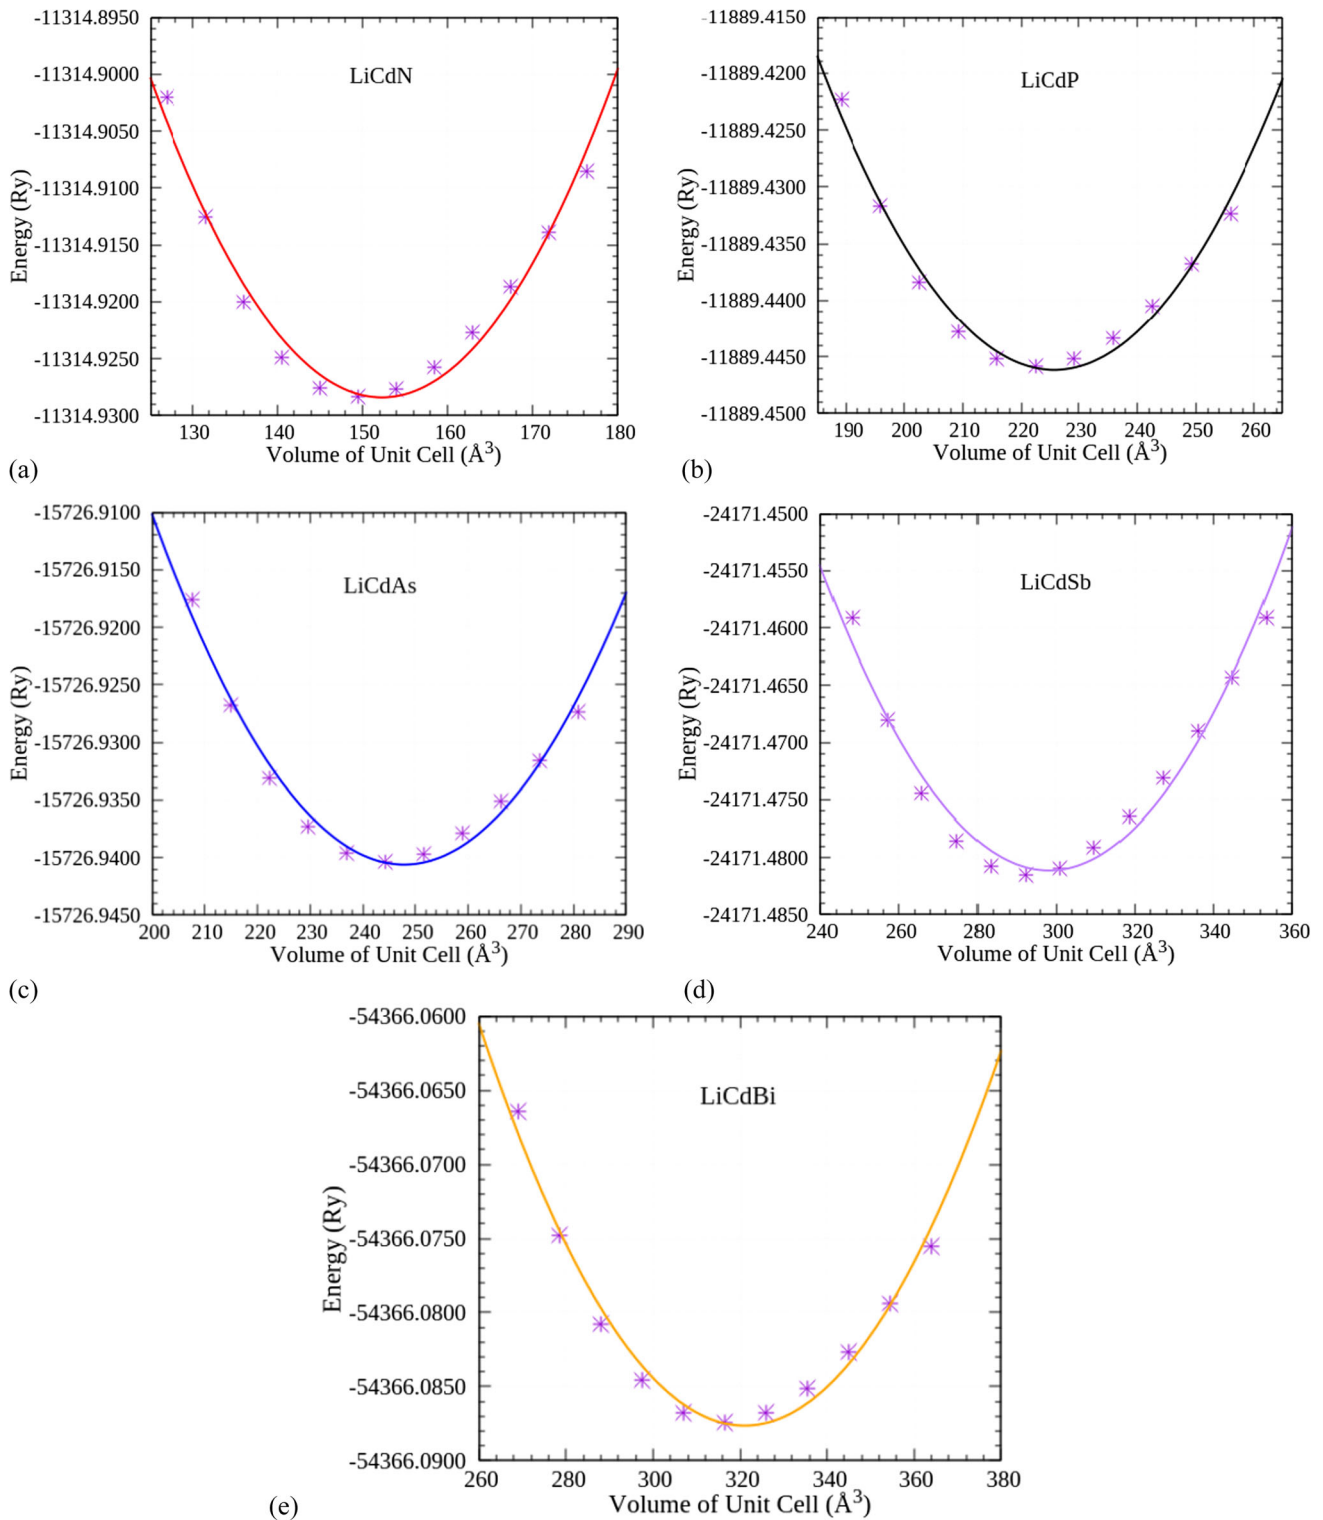 -11314.8950
-11314.9000
-11314.9050
-11314.9100
-11314.9150
-11314.9200
-11314.9250
-11314.9300
Energy (Ry)
LiCdN
130 140 150 160 170 180
Volume of Unit Cell (Å3)
(a)
-11889.4150
-11889.4200
-11889.4250
-11889.4300
-11889.4350
-11889.4400
-11889.4450
-11889.4500
Energy (Ry)
LiCdP
190 200 210 220 230 240 250 260
Volume of Unit Cell (Å3)
(b)
-15726.9100
-15726.9150
-15726.9200
-15726.9250
-15726.9300
-15726.9350
-15726.9400
-15726.9450
Energy (Ry)
LiCdAs
200 210 220 230 240 250 260 270 280 290
Volume of Unit Cell (Å3)
(c)
-24171.4500
-24171.4550
-24171.4600
-24171.4650
-24171.4700
-24171.4750
-24171.4800
-24171.4850
Energy (Ry)
LiCdSb
240 260 280 300 320 340 360
Volume of Unit Cell (Å3)
(d)
-54366.0600
-54366.0650
-54366.0700
-54366.0750
-54366.0800
-54366.0850
-54366.0900
Energy (Ry)
LiCdBi
260 280 300 320 340 360 380
Volume of Unit Cell (Å3)
(e)